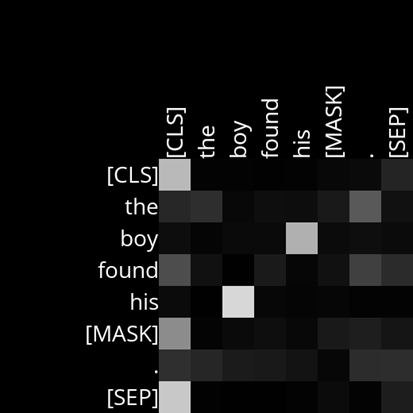 [CLS] the boy found his [MASK] . [SEP]
[CLS]
the
boy
found
his
[MASK]
.
[SEP]